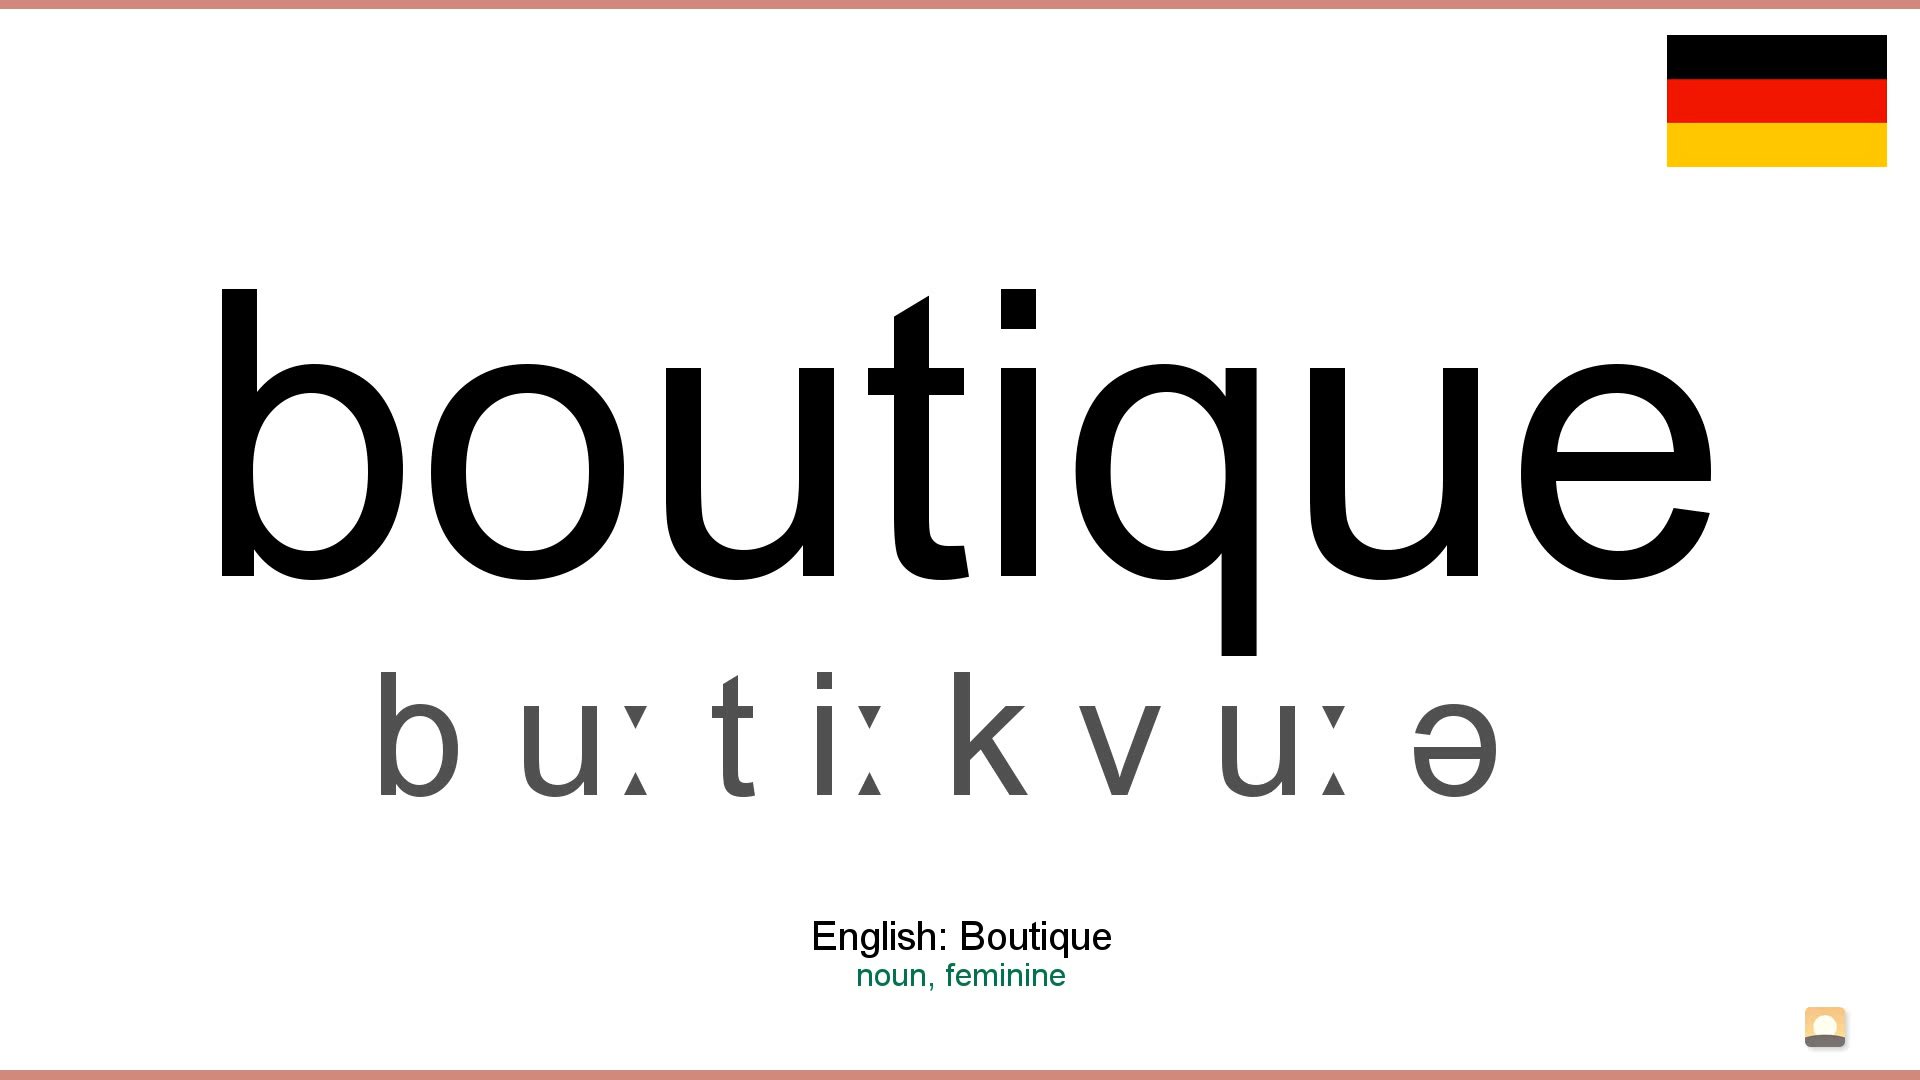 boutique
b uː t iː k v uː ə
English: Boutique
noun, feminine